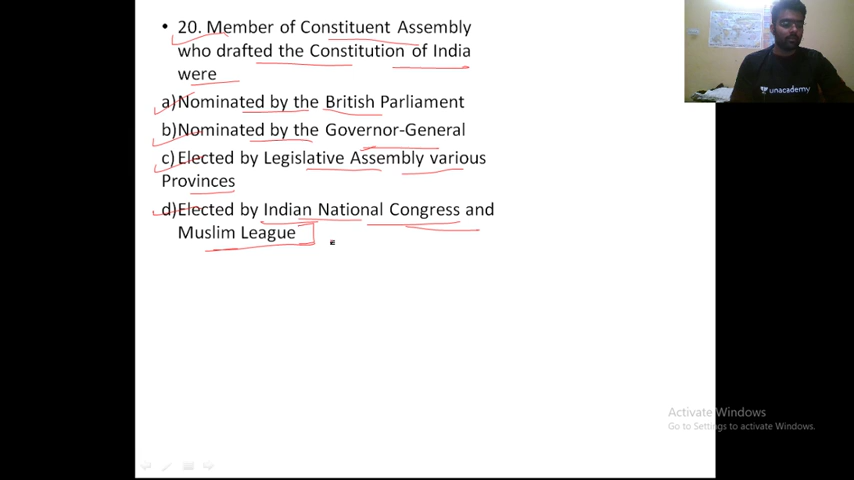 • 20. Member of Constituent Assembly
who drafted the Constitution of India
were
a)Nominated by the British Parliament
b)Nominated by the Governor-General
c)Elected by Legislative Assembly various
Provinces
d)Elected by Indian National Congress and
Muslim League
unacademy
Activate Windows
Go to Settings to activate Windows.